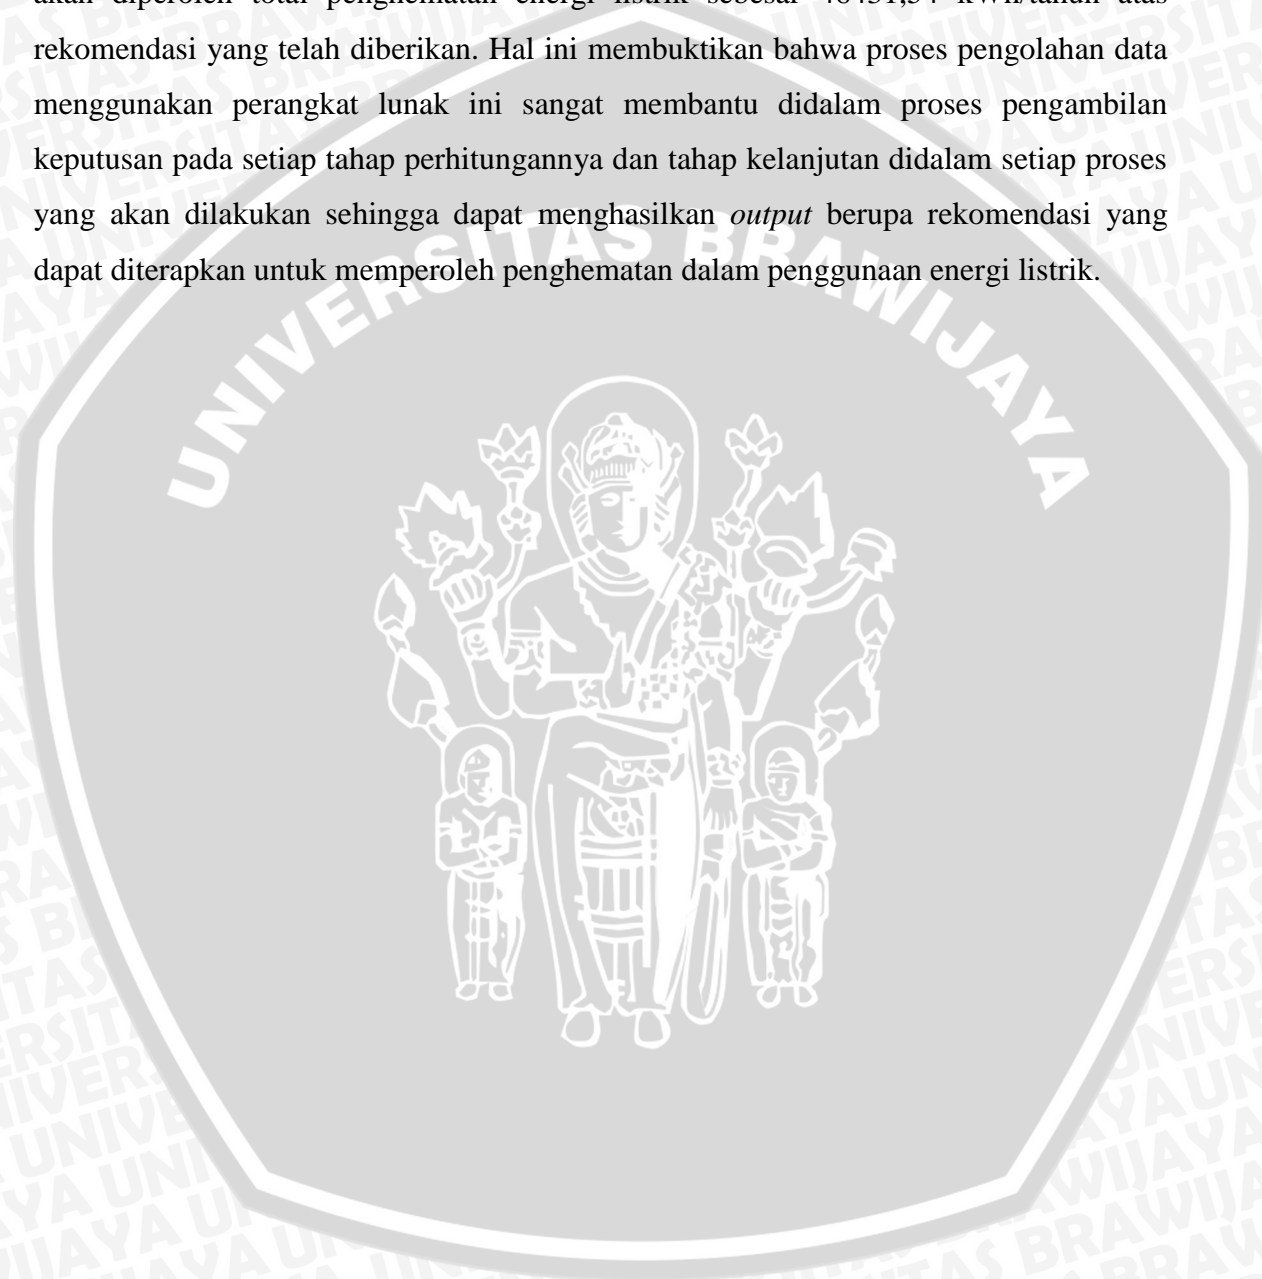 akan diperoleh total penghematan energi listrik sebesar kWh/tahun atas
rekomendasi yang telah diberikan. Hal ini membuktikan bahwa proses pengolahan data
menggunakan perangkat lunak ini sangat membantu didalam proses pengambilan
keputusan pada setiap tahap perhitungannya dan tahap kelanjutan didalam setiap proses
yang akan dilakukan sehingga dapat menghasilkan output berupa rekomendasi yang
dapat diterapkan untuk memperoleh penghematan dalam penggunaan energi listrik.
UNIVERSITAS BRAWIJAYA